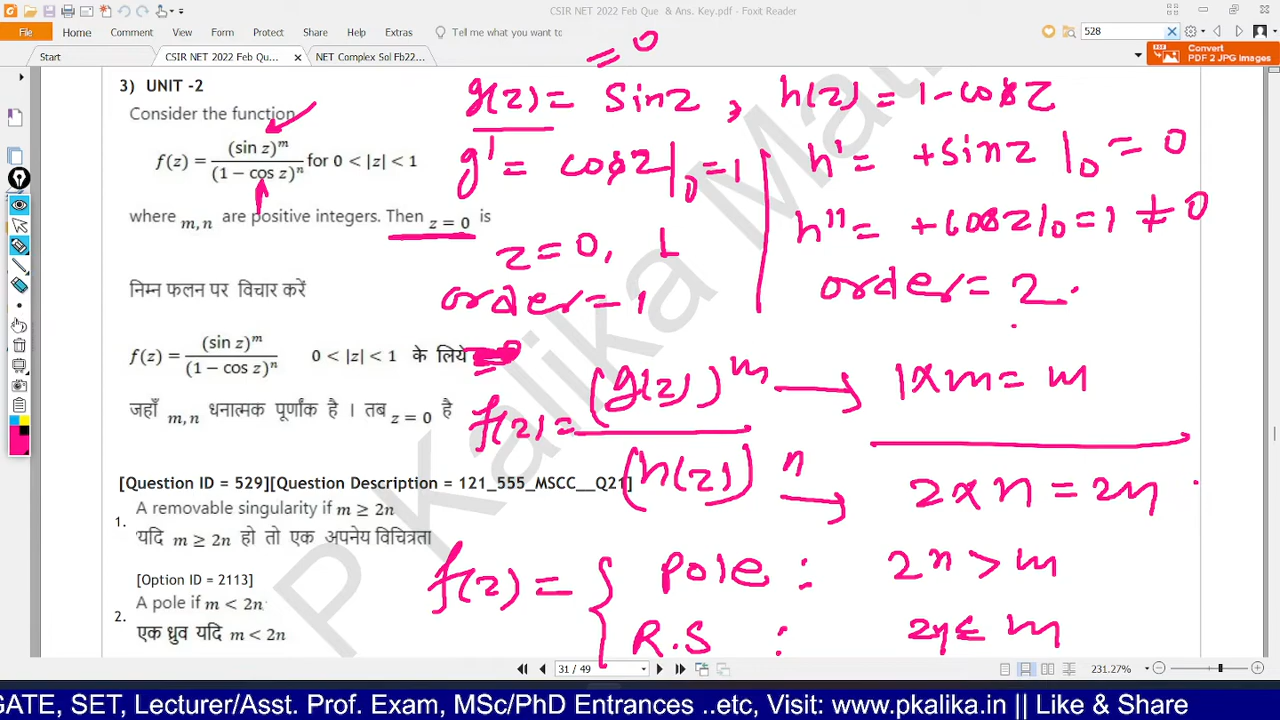 CSIR NET 2022 Feb Que & Ans. Key.pdf - Foxit Reader
File Home Comment View Form Protect Share Help Extras Tell me what you want... 528
Start CSIR NET 2022 Feb Qu... × NET Complex Sol Fb22...
Convert
PDF 2 JPG images
3) UNIT -2
Consider the function
f(z) = (sin z)^m / (1 − cos z)^n for 0 < |z| < 1
where m, n are positive integers. Then z = 0 is
निम्न फलन पर विचार करें
f(z) = (sin z)^m / (1 − cos z)^n 0 < |z| < 1 के लिये
जहाँ m, n धनात्मक पूर्णांक है । तब z = 0 है
[Question ID = 529][Question Description = 121_555_MSCC__Q21]
1. A removable singularity if m ≥ 2n
यदि m ≥ 2n हो तो एक अपनेय विचित्रता
[Option ID = 2113]
2. A pole if m < 2n
एक ध्रुव यदि m < 2n
= 0
g(z) = sin z , h(z) = 1 - cos z
g' = cos z|0 = 1
h' = + sin z|0 = 0
h'' = + cos z|0 = 1 ≠ 0
z = 0, 1
order = 1
order = 2.
f(z) = (g(z))^m / (h(z))^n
→ 1 × m = m
→ 2 × n = 2n
f(z) = { pole : 2n > m
R.S : 2n ≤ m
P Kalika Mat
31 / 49
231.27%
GATE, SET, Lecturer/Asst. Prof. Exam, MSc/PhD Entrances ..etc, Visit: www.pkalika.in || Like & Share